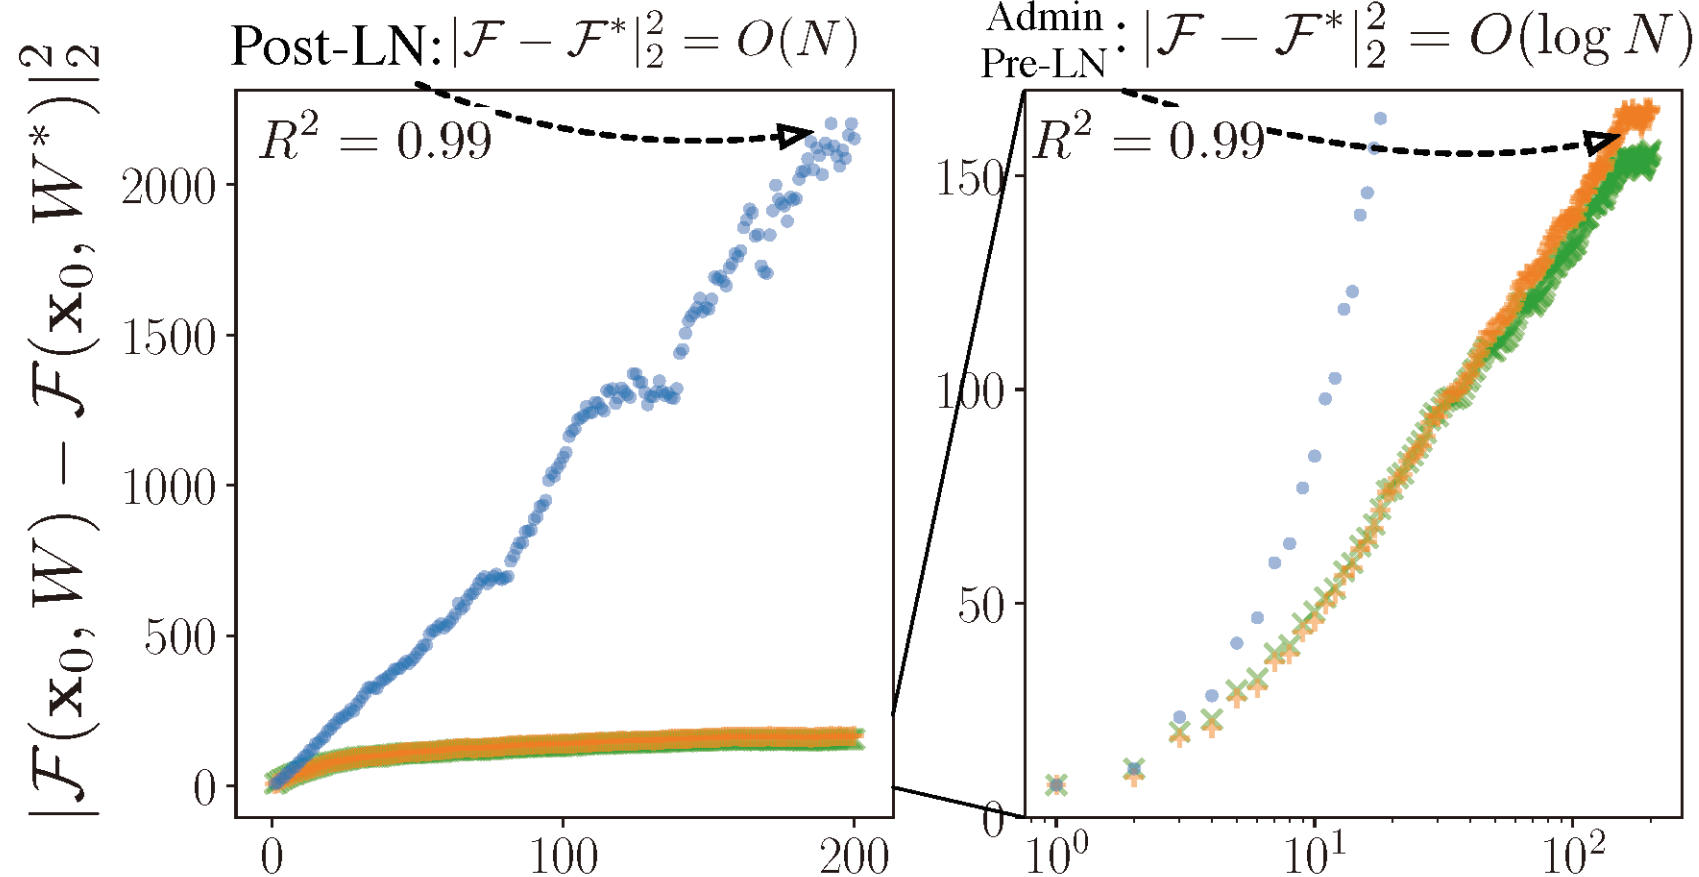 |𝓕(𝐱₀, W) − 𝓕(𝐱₀, W*)|₂²
Post-LN: |𝓕 − 𝓕*|₂² = O(N)
R² = 0.99
2000
1500
1000
500
0
0 100 200
Admin
Pre-LN : |𝓕 − 𝓕*|₂² = O(log N)
R² = 0.99
150
100
50
0
10⁰ 10¹ 10²